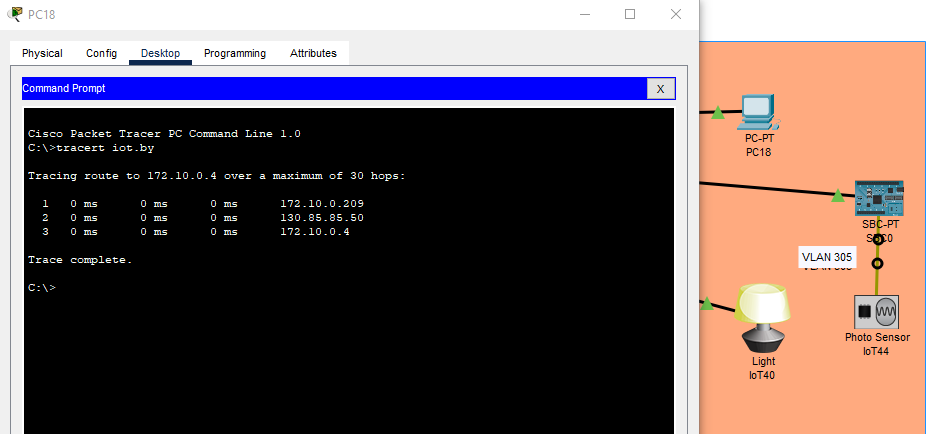 PC18
Physical Config Desktop Programming Attributes
Command Prompt X
Cisco Packet Tracer PC Command Line 1.0
C:\>tracert iot.by
Tracing route to 172.10.0.4 over a maximum of 30 hops:
1 0 ms 0 ms 0 ms 172.10.0.209
2 0 ms 0 ms 0 ms 130.85.85.50
3 0 ms 0 ms 0 ms 172.10.0.4
Trace complete.
C:\>
PC-PT
PC18
SBC-PT
SBC0
VLAN 305
Photo Sensor
IoT44
Light
IoT40